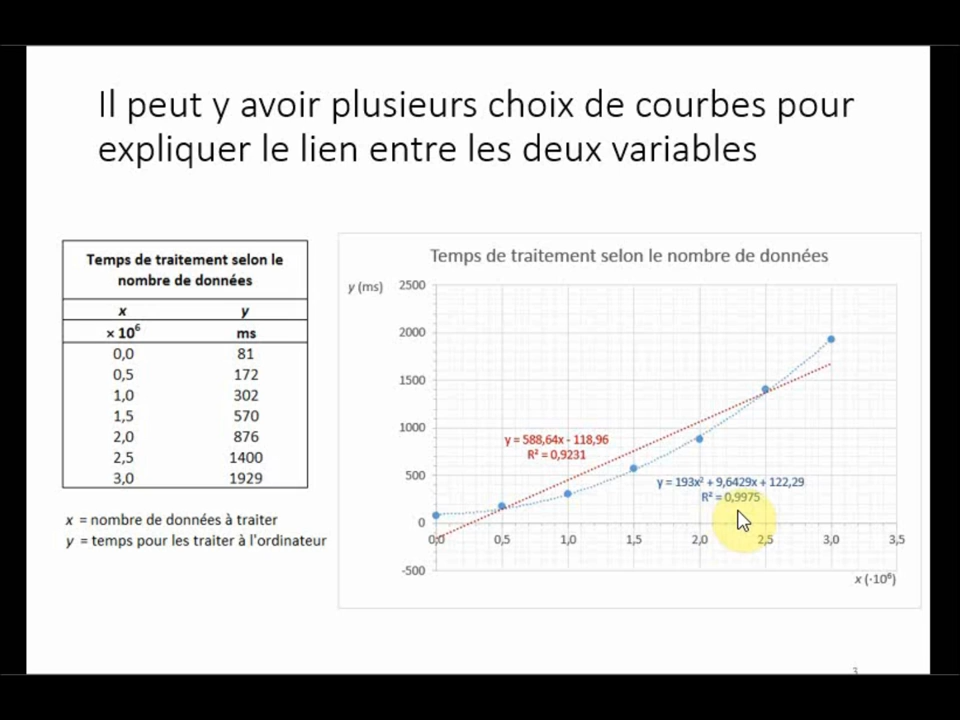 Il peut y avoir plusieurs choix de courbes pour
expliquer le lien entre les deux variables
Temps de traitement selon le
nombre de données
x y
× 10⁶ ms
0,0 81
0,5 172
1,0 302
1,5 570
2,0 876
2,5 1400
3,0 1929
x = nombre de données à traiter
y = temps pour les traiter à l'ordinateur
Temps de traitement selon le nombre de données
y (ms)
2500
2000
1500
1000
500
0
-500
y = 588,64x - 118,96
R² = 0,9231
y = 193x² + 9,6429x + 122,29
R² = 0,9975
0,0 0,5 1,0 1,5 2,0 2,5 3,0 3,5
x (·10⁶)
3